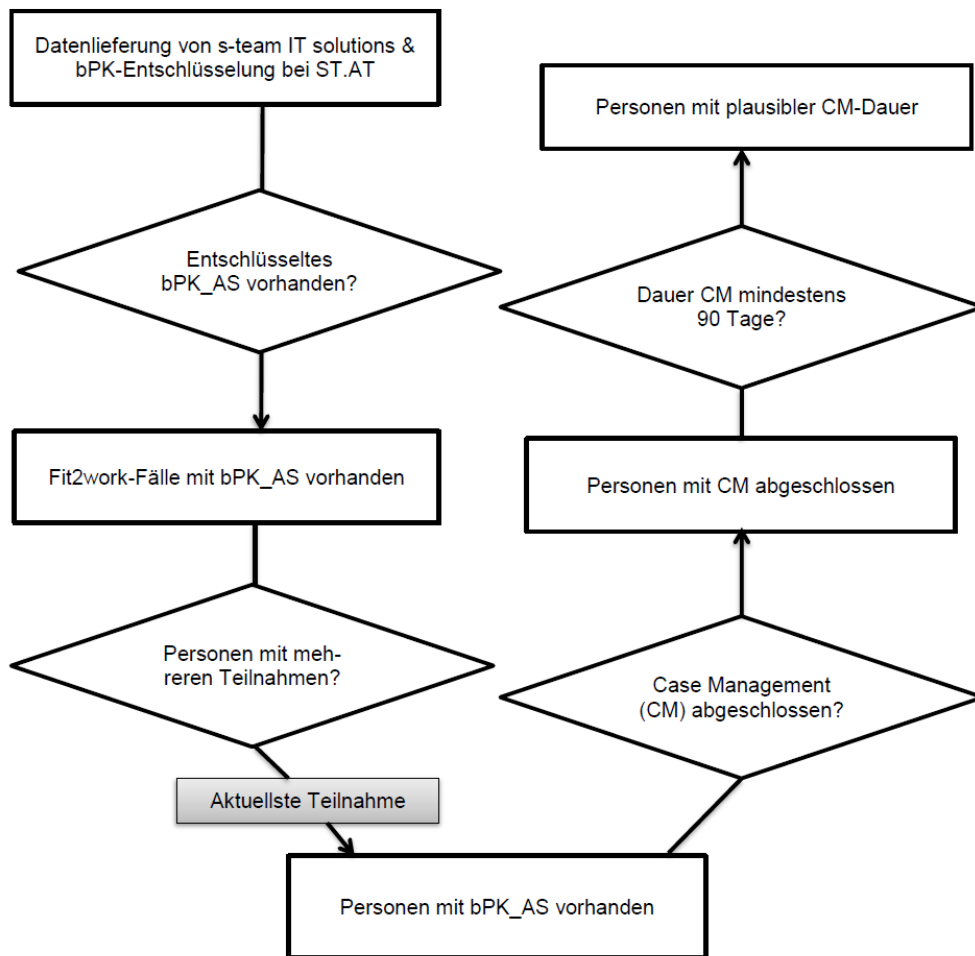 Datenlieferung von s-team IT solutions &
bPK-Entschlüsselung bei ST.AT
Entschlüsseltes
bPK_AS vorhanden?
Fit2work-Fälle mit bPK_AS vorhanden
Personen mit meh-
reren Teilnahmen?
Aktuellste Teilnahme
Personen mit bPK_AS vorhanden
Case Management
(CM) abgeschlossen?
Personen mit CM abgeschlossen
Dauer CM mindestens
90 Tage?
Personen mit plausibler CM-Dauer